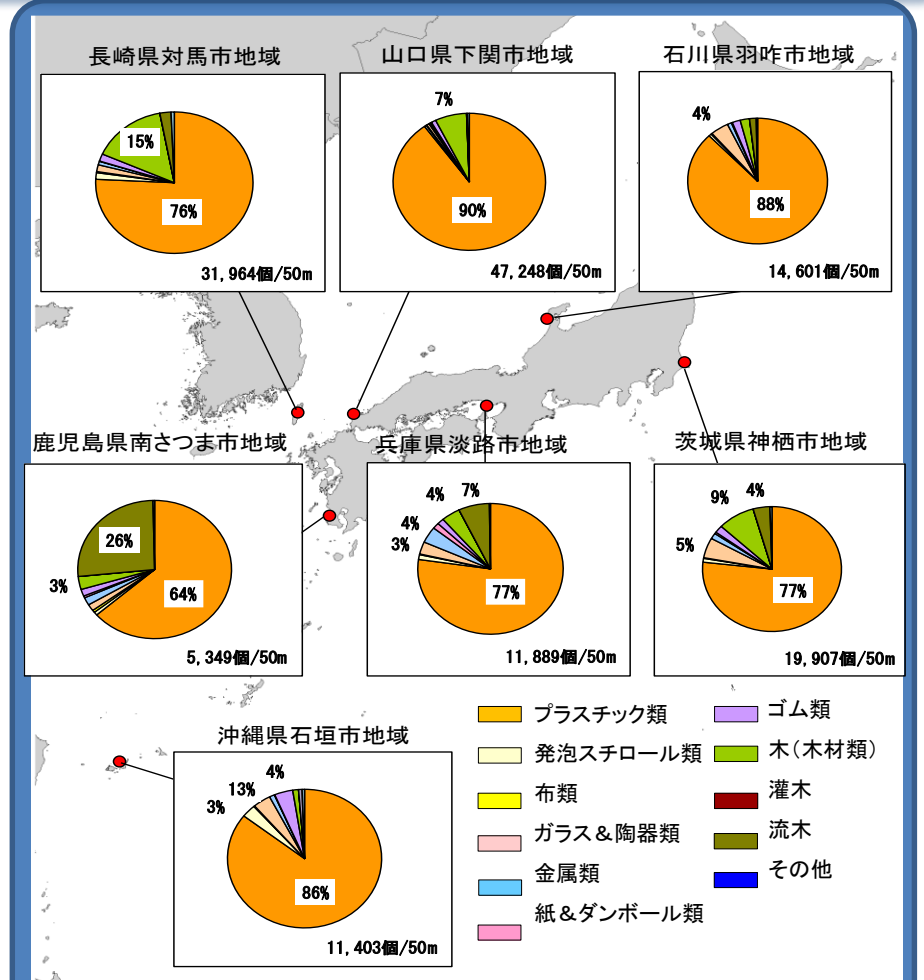 長崎県対馬市地域
15%
76%
31,964個/50m
山口県下関市地域
7%
90%
47,248個/50m
石川県羽咋市地域
4%
88%
14,601個/50m
鹿児島県南さつま市地域
26%
3%
64%
5,349個/50m
兵庫県淡路市地域
7%
4%
4%
3%
77%
11,889個/50m
茨城県神栖市地域
4%
9%
5%
77%
19,907個/50m
沖縄県石垣市地域
4%
13%
3%
86%
11,403個/50m
プラスチック類
発泡スチロール類
布類
ガラス&陶器類
金属類
紙&ダンボール類
ゴム類
木(木材類)
灌木
流木
その他